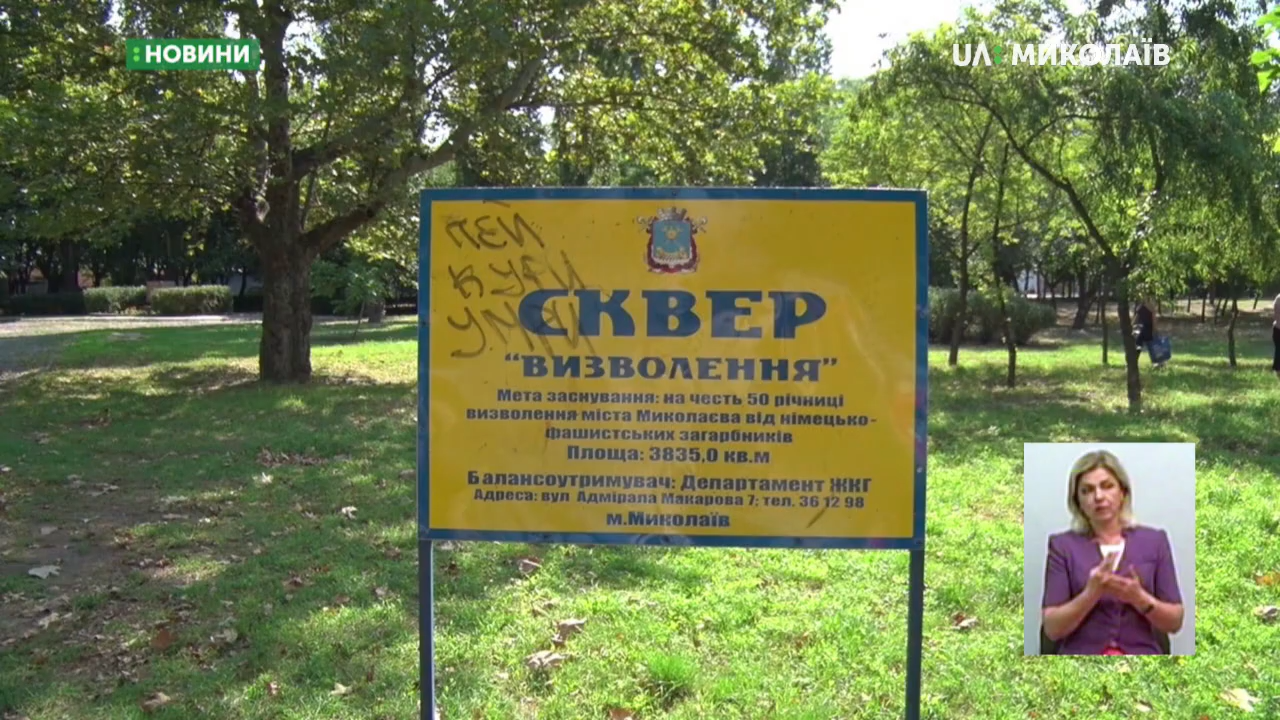 :НОВИНИ
UA: МИКОЛАЇВ
ПЕЙ
КУРИ
УМРИ
СКВЕР
“ВИЗВОЛЕННЯ”
Мета заснування: на честь 50 річниці
визволення міста Миколаєва від німецько-
фашистських загарбників
Площа: 3835,0 кв.м
Балансоутримувач: Департамент ЖКГ
Адреса: вул Адмірала Макарова 7; тел. 36 12 98
м.Миколаїв